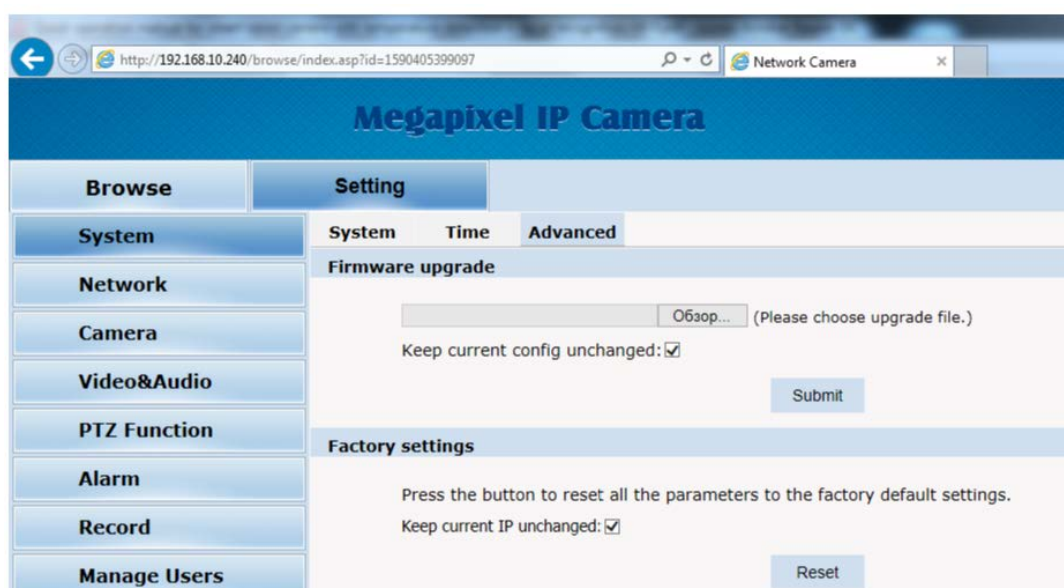 http://192.168.10.240/browse/index.asp?id=1590405399097
Network Camera
Megapixel IP Camera
Browse
Setting
System
System Time Advanced
Firmware upgrade
Network
Обзор... (Please choose upgrade file.)
Camera
Keep current config unchanged:
Video&Audio
Submit
PTZ Function
Factory settings
Alarm
Press the button to reset all the parameters to the factory default settings.
Record
Keep current IP unchanged:
Manage Users
Reset